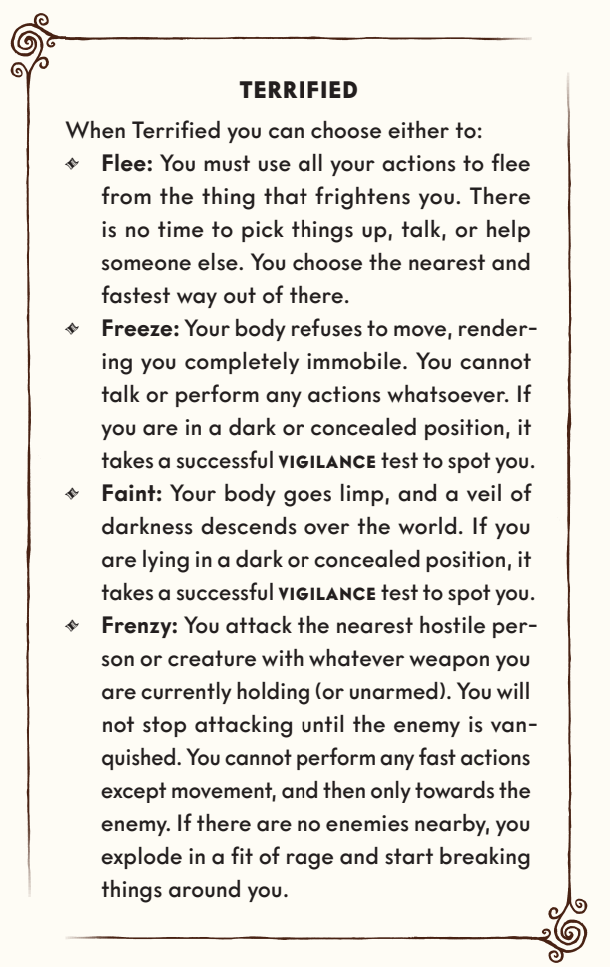 TERRIFIED
When Terrified you can choose either to:
Flee: You must use all your actions to flee
from the thing that frightens you. There
is no time to pick things up, talk, or help
someone else. You choose the nearest and
fastest way out of there.
Freeze: Your body refuses to move, render-
ing you completely immobile. You cannot
talk or perform any actions whatsoever. If
you are in a dark or concealed position, it
takes a successful VIGILANCE test to spot you.
Faint: Your body goes limp, and a veil of
darkness descends over the world. If you
are lying in a dark or concealed position, it
takes a successful VIGILANCE test to spot you.
Frenzy: You attack the nearest hostile per-
son or creature with whatever weapon you
are currently holding (or unarmed). You will
not stop attacking until the enemy is van-
quished. You cannot perform any fast actions
except movement, and then only towards the
enemy. If there are no enemies nearby, you
explode in a fit of rage and start breaking
things around you.